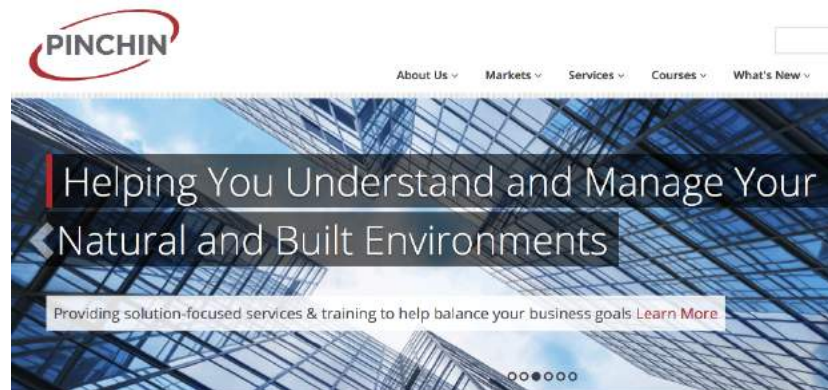 PINCHIN
About Us Markets Services Courses What's New
Helping You Understand and Manage Your
Natural and Built Environments
Providing solution-focused services & training to help balance your business goals Learn More